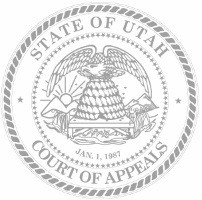 STATE OF UTAH
JAN. 1, 1987
COURT OF APPEALS